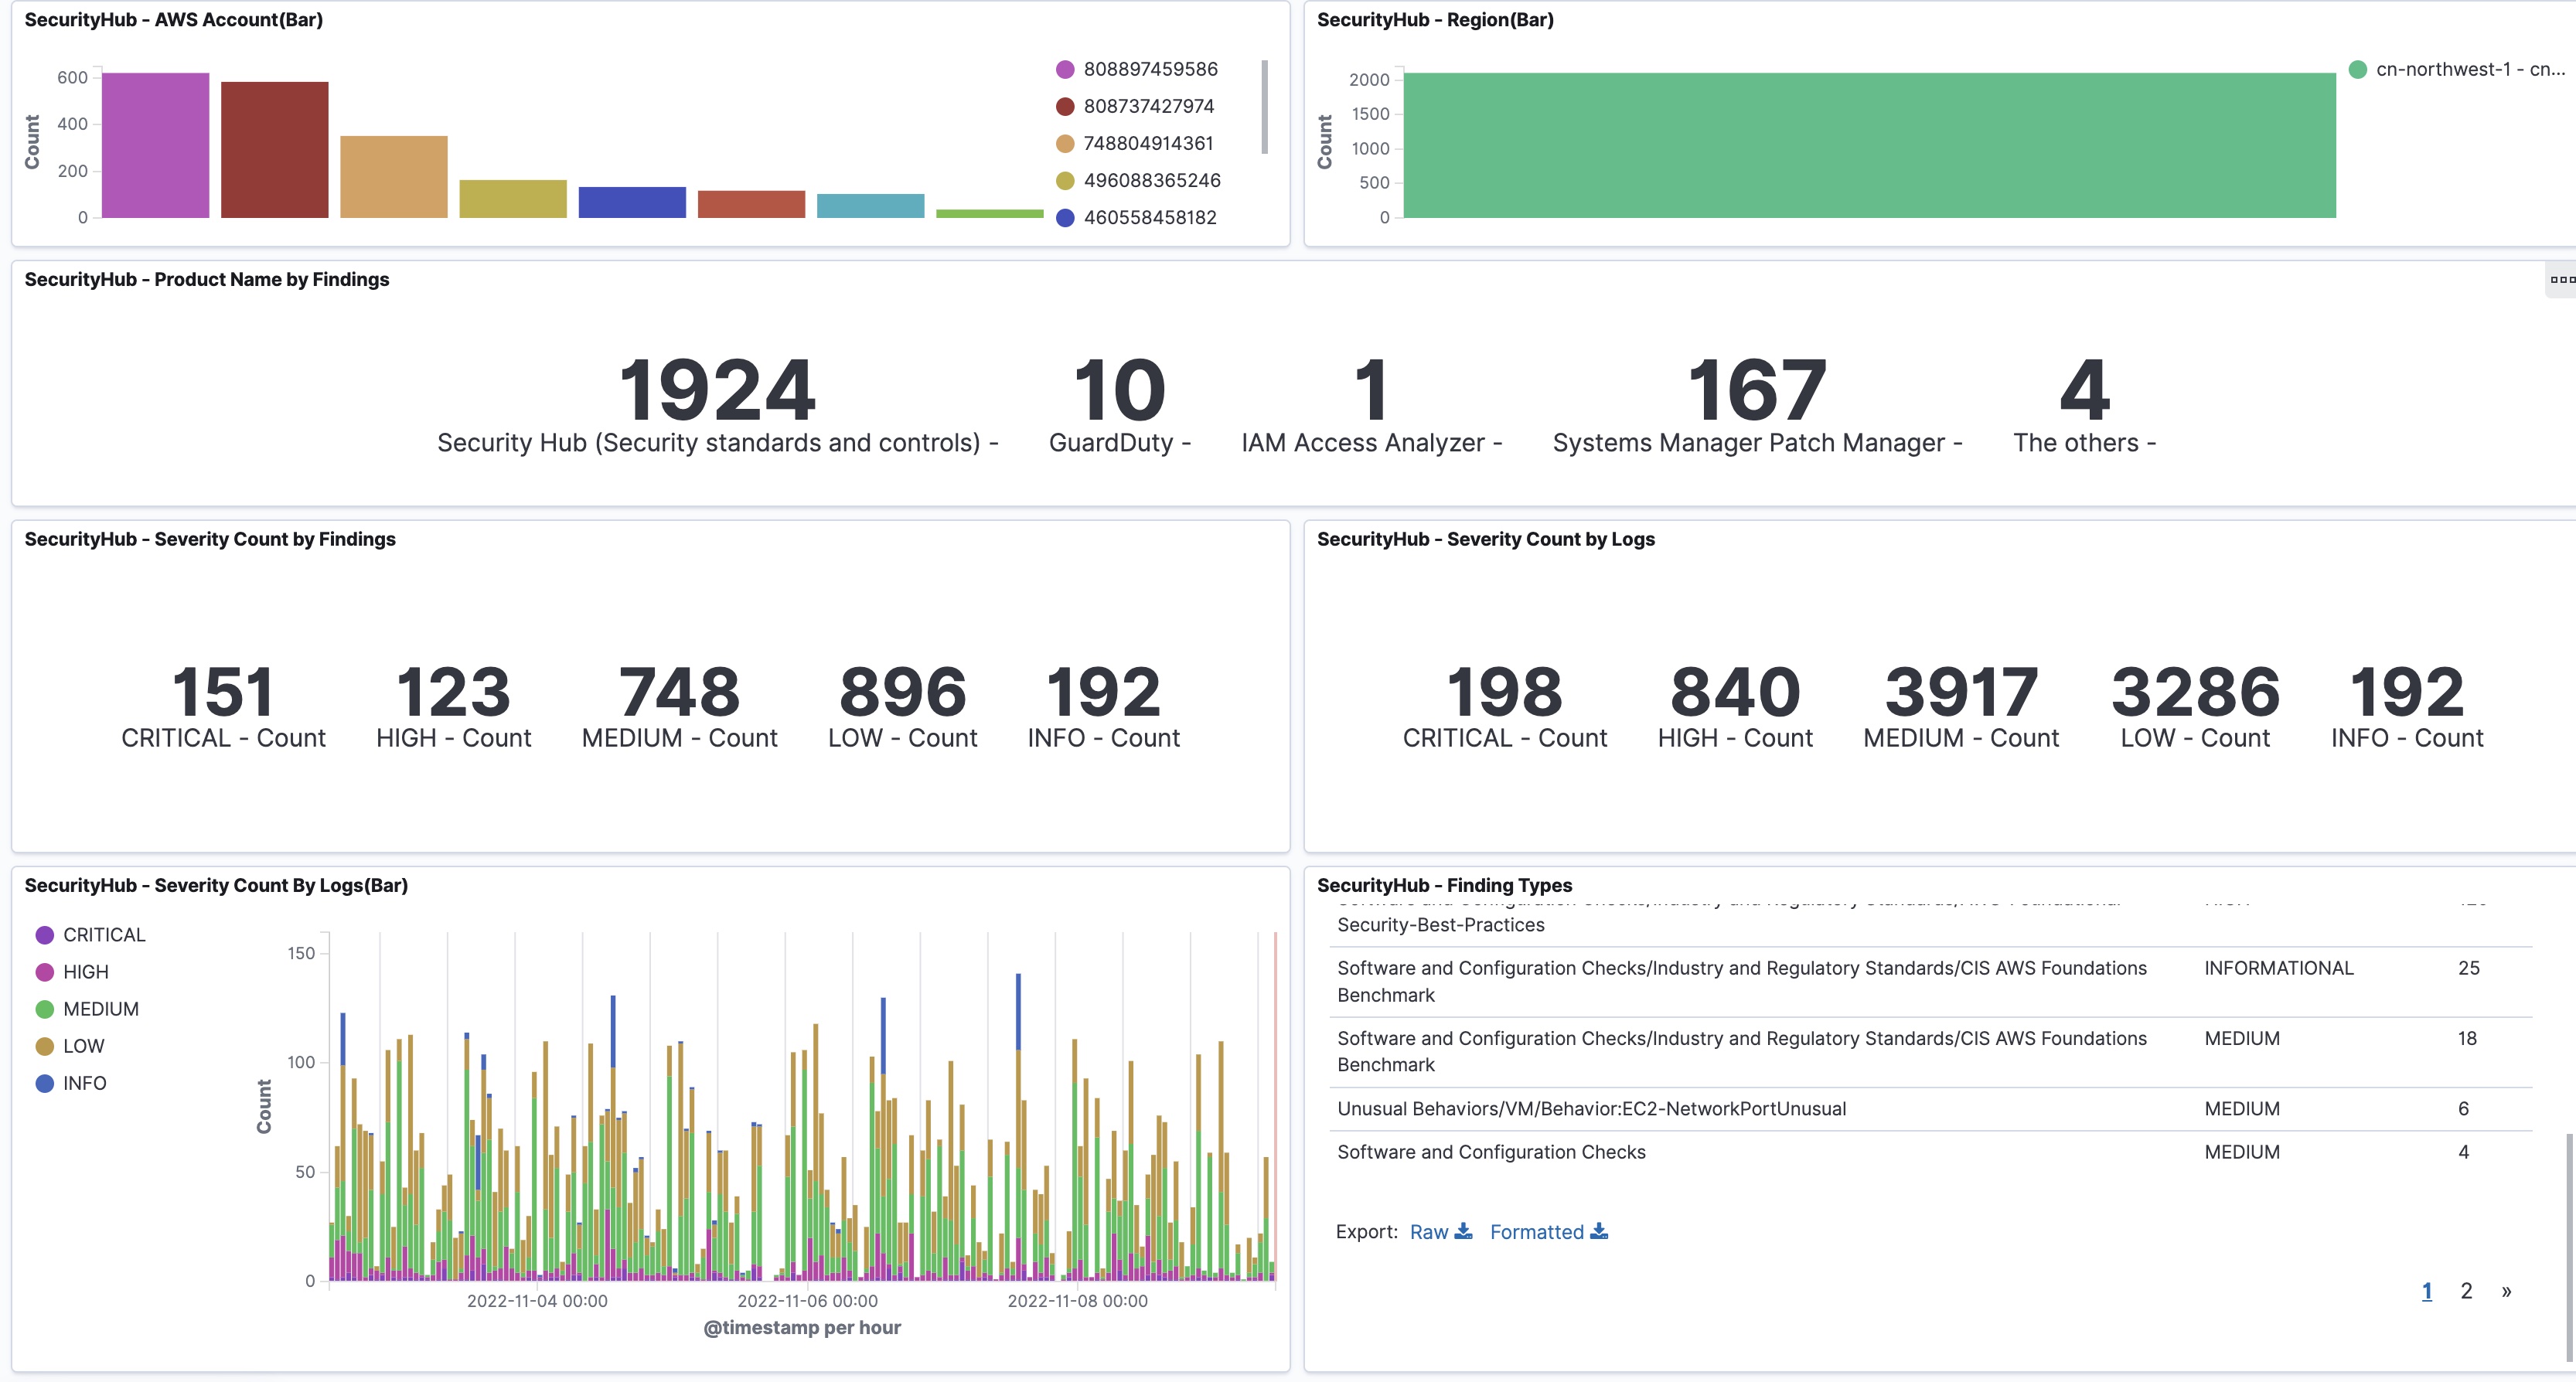 SecurityHub - AWS Account(Bar)
600
400
200
0
Count
808897459586
808737427974
748804914361
496088365246
460558458182
SecurityHub - Region(Bar)
2000
1500
1000
500
0
Count
cn-northwest-1 - cn...
SecurityHub - Product Name by Findings
1924
Security Hub (Security standards and controls) -
10
GuardDuty -
1
IAM Access Analyzer -
167
Systems Manager Patch Manager -
4
The others -
SecurityHub - Severity Count by Findings
151
CRITICAL - Count
123
HIGH - Count
748
MEDIUM - Count
896
LOW - Count
192
INFO - Count
SecurityHub - Severity Count by Logs
198
CRITICAL - Count
840
HIGH - Count
3917
MEDIUM - Count
3286
LOW - Count
192
INFO - Count
SecurityHub - Severity Count By Logs(Bar)
CRITICAL
HIGH
MEDIUM
LOW
INFO
150
100
50
0
Count
2022-11-04 00:00
2022-11-06 00:00
2022-11-08 00:00
@timestamp per hour
SecurityHub - Finding Types
Security-Best-Practices
Software and Configuration Checks/Industry and Regulatory Standards/CIS AWS Foundations
Benchmark
INFORMATIONAL
25
Software and Configuration Checks/Industry and Regulatory Standards/CIS AWS Foundations
Benchmark
MEDIUM
18
Unusual Behaviors/VM/Behavior:EC2-NetworkPortUnusual
MEDIUM
6
Software and Configuration Checks
MEDIUM
4
Export: Raw Formatted
1 2 »